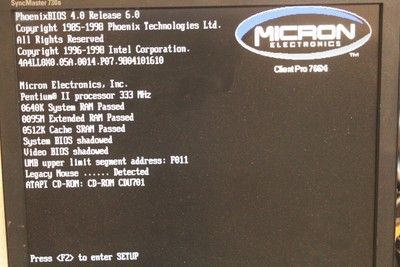 SyncMaster 730B
PhoenixBIOS 4.0 Release 6.0
Copyright 1985-1998 Phoenix Technologies Ltd.
All Rights Reserved
Copyright 1996-1998 Intel Corporation.
4A4LL0X0.05A.0014.P07.9804101610
MICRON
ELECTRONICS
TM
ClientPro 766/4
Micron Electronics, Inc.
Pentium® II processor 333 MHz
0640K System RAM Passed
0095M Extended RAM Passed
0512K Cache SRAM Passed
System BIOS shadowed
Video BIOS shadowed
UMB upper limit segment address: F011
Legacy Mouse ...... Detected
ATAPI CD-ROM: CD-ROM CDU701
Press <F2> to enter SETUP